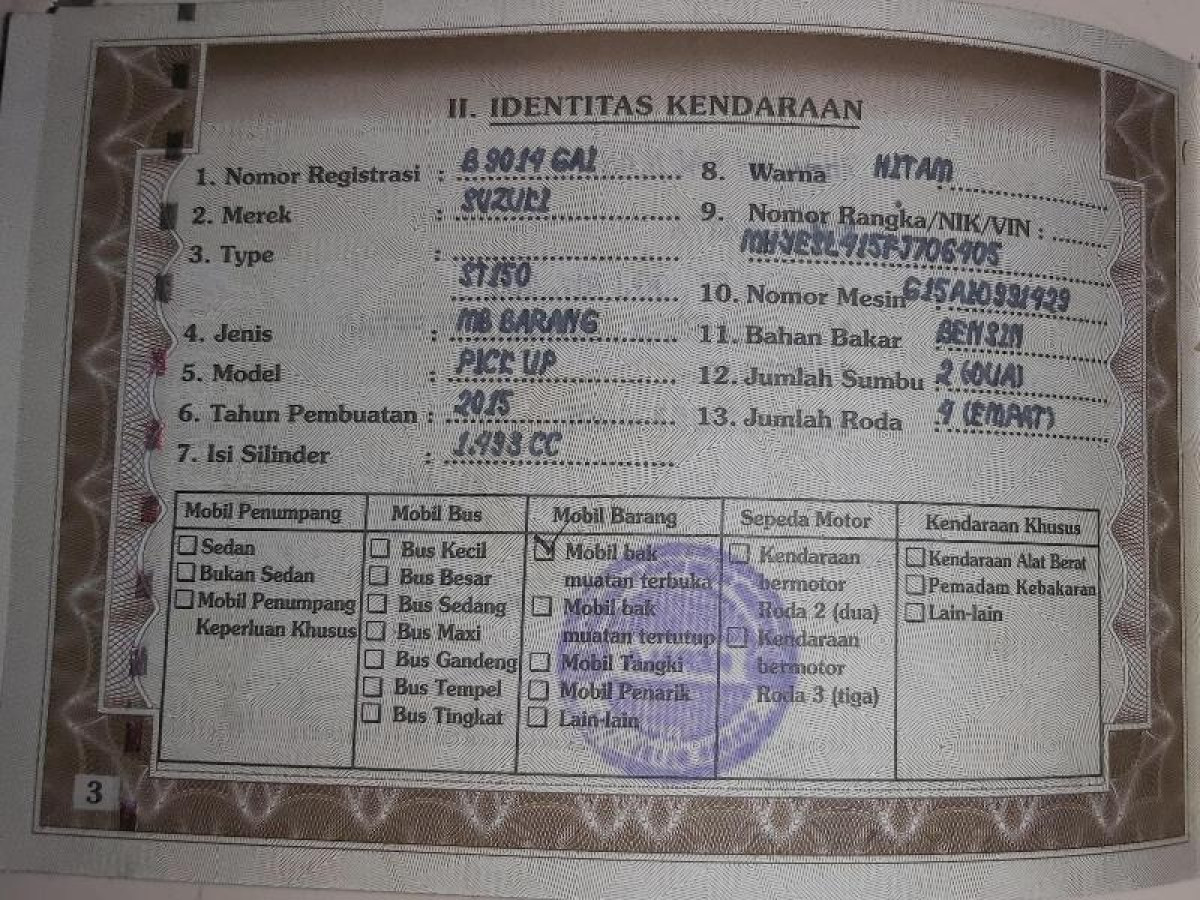 II. IDENTITAS KENDARAAN
1. Nomor Registrasi : B 9014 GAI
2. Merek : SUZUKI
3. Type :
ST150
4. Jenis : MB BARANG
5. Model : PICK UP
6. Tahun Pembuatan : 2015
7. Isi Silinder : 1.493 CC
8. Warna HITAM
9. Nomor Rangka/NIK/VIN :
10. Nomor Mesin
11. Bahan Bakar BENSIN
12. Jumlah Sumbu 2 (DUA)
13. Jumlah Roda 4 (EMPAT)
Mobil Penumpang
Sedan
Bukan Sedan
Mobil Penumpang
Keperluan Khusus
Mobil Bus
Bus Kecil
Bus Besar
Bus Sedang
Bus Maxi
Bus Gandeng
Bus Tempel
Bus Tingkat
Mobil Barang
Mobil bak
muatan terbuka
Mobil bak
muatan tertutup
Mobil Tangki
Mobil Penarik
Lain-lain
Sepeda Motor
Kendaraan
bermotor
Roda 2 (dua)
Kendaraan
bermotor
Roda 3 (tiga)
Kendaraan Khusus
Kendaraan Alat Berat
Pemadam Kebakaran
Lain-lain
3